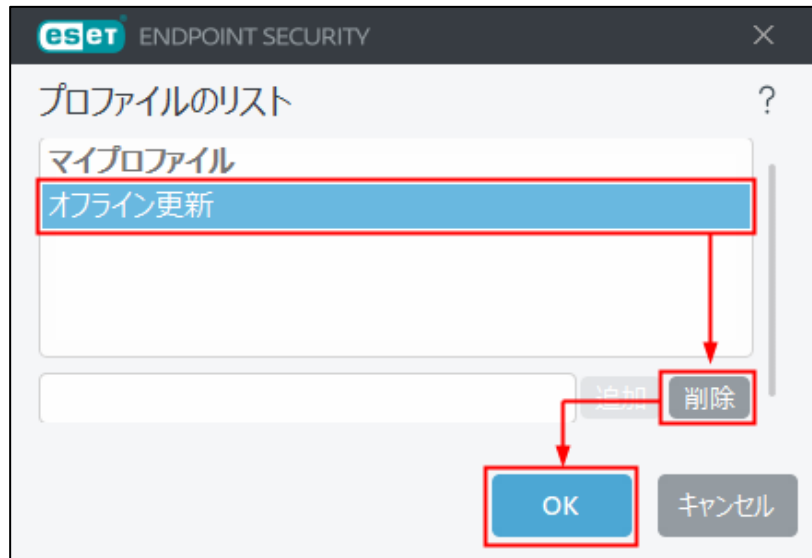 eset ENDPOINT SECURITY
プロファイルのリスト ?
マイプロファイル
オフライン更新
追加 削除
OK キャンセル